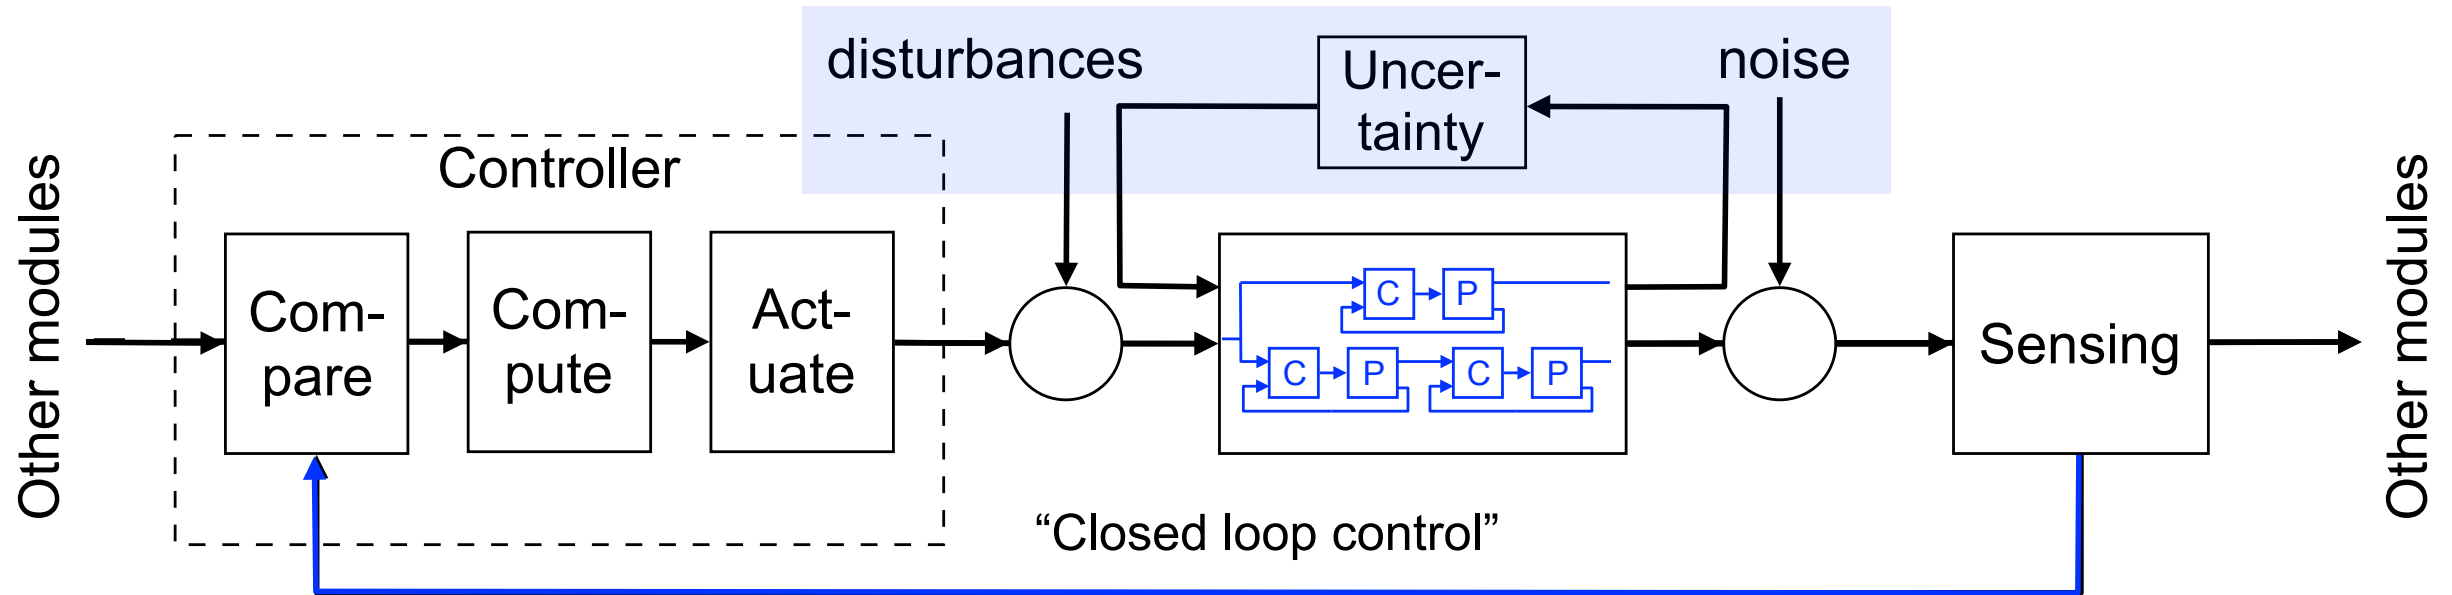 disturbances
Uncer-
tainty
noise
Other modules
Controller
Com-
pare
Com-
pute
Act-
uate
C
P
C
P
C
P
Sensing
Other modules
“Closed loop control”